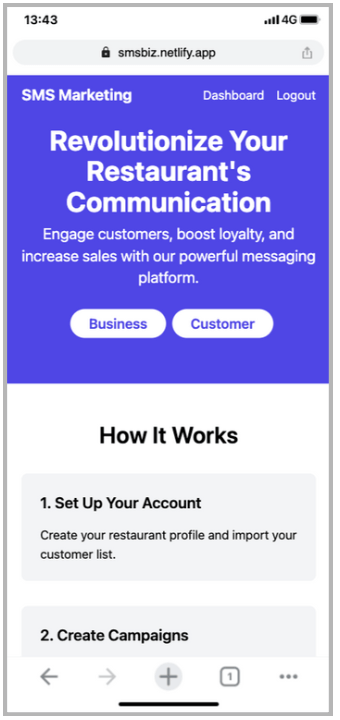 13:43
4G
smsbiz.netlify.app
SMS Marketing
Dashboard Logout
Revolutionize Your
Restaurant's
Communication
Engage customers, boost loyalty, and
increase sales with our powerful messaging
platform.
Business Customer
How It Works
1. Set Up Your Account
Create your restaurant profile and import your
customer list.
2. Create Campaigns
1